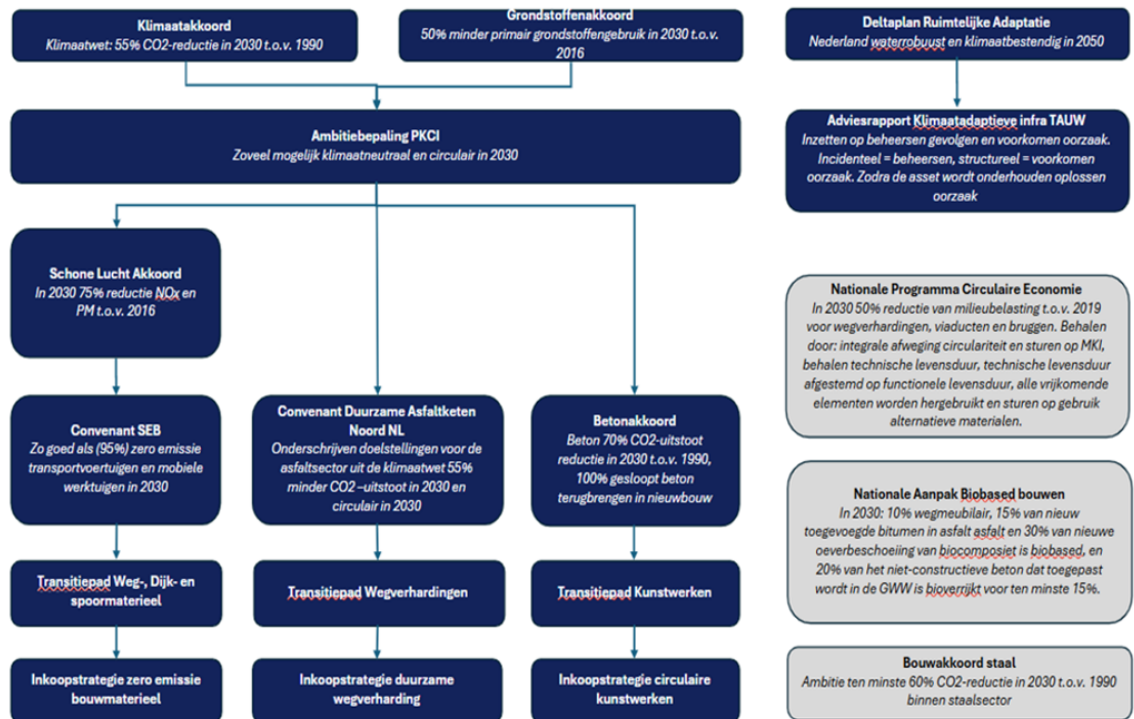 Klimaatakkoord
Klimaatwet: 55% CO2-reductie in 2030 t.o.v. 1990
Grondstoffenakkoord
50% minder primair grondstoffengebruik in 2030 t.o.v.
2016
Deltaplan Ruimtelijke Adaptatie
Nederland waterrobuust en klimaatbestendig in 2050
Ambitiebepaling PKCI
Zoveel mogelijk klimaatneutraal en circulair in 2030
Adviesrapport Klimaatadaptieve infra TAUW
Inzetten op beheersen gevolgen en voorkomen oorzaak.
Incidenteel = beheersen, structureel = voorkomen
oorzaak. Zodra de asset wordt onderhouden oplossen
oorzaak
Schone Lucht Akkoord
In 2030 75% reductie NOx en
PM t.o.v. 2016
Nationale Programma Circulaire Economie
In 2030 50% reductie van milieubelasting t.o.v. 2019
voor wegverhardingen, viaducten en bruggen. Behalen
door: integrale afweging circulariteit en sturen op MKI,
behalen technische levensduur, technische levensduur
afgestemd op functionele levensduur, alle vrijkomende
elementen worden hergebruikt en sturen op gebruik
alternatieve materialen.
Convenant SEB
Zo goed als (95%) zero emissie
transportvoertuigen en mobiele
werktuigen in 2030
Convenant Duurzame Asfaltketen
Noord NL
Onderschrijven doelstellingen voor de
asfaltsector uit de klimaatwet 55%
minder CO2 –uitstoot in 2030 en
circulair in 2030
Betonakkoord
Beton 70% CO2-uitstoot
reductie in 2030 t.o.v. 1990,
100% gesloopt beton
terugbrengen in nieuwbouw
Nationale Aanpak Biobased bouwen
In 2030: 10% wegmeubilair, 15% van nieuw
toegevoegde bitumen in asfalt asfalt en 30% van nieuwe
oeverbeschoeiing van biocomposiet is biobased, en
20% van het niet-constructieve beton dat toegepast
wordt in de GWW is bioverrijkt voor ten minste 15%.
Transitiepad Weg-, Dijk- en
spoormaterieel
Transitiepad Wegverhardingen
Transitiepad Kunstwerken
Inkoopstrategie zero emissie
bouwmaterieel
Inkoopstrategie duurzame
wegverharding
Inkoopstrategie circulaire
kunstwerken
Bouwakkoord staal
Ambitie ten minste 60% CO2-reductie in 2030 t.o.v. 1990
binnen staalsector